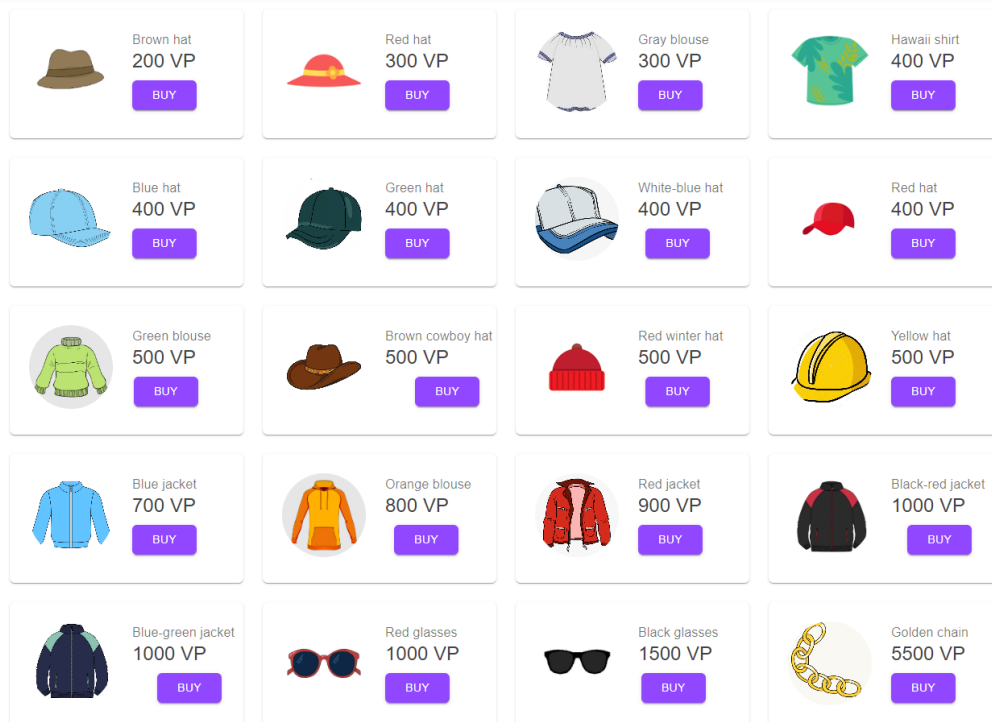 Brown hat
200 VP
BUY
Red hat
300 VP
BUY
Gray blouse
300 VP
BUY
Hawaii shirt
400 VP
BUY
Blue hat
400 VP
BUY
Green hat
400 VP
BUY
White-blue hat
400 VP
BUY
Red hat
400 VP
BUY
Green blouse
500 VP
BUY
Brown cowboy hat
500 VP
BUY
Red winter hat
500 VP
BUY
Yellow hat
500 VP
BUY
Blue jacket
700 VP
BUY
Orange blouse
800 VP
BUY
Red jacket
900 VP
BUY
Black-red jacket
1000 VP
BUY
Blue-green jacket
1000 VP
BUY
Red glasses
1000 VP
BUY
Black glasses
1500 VP
BUY
Golden chain
5500 VP
BUY